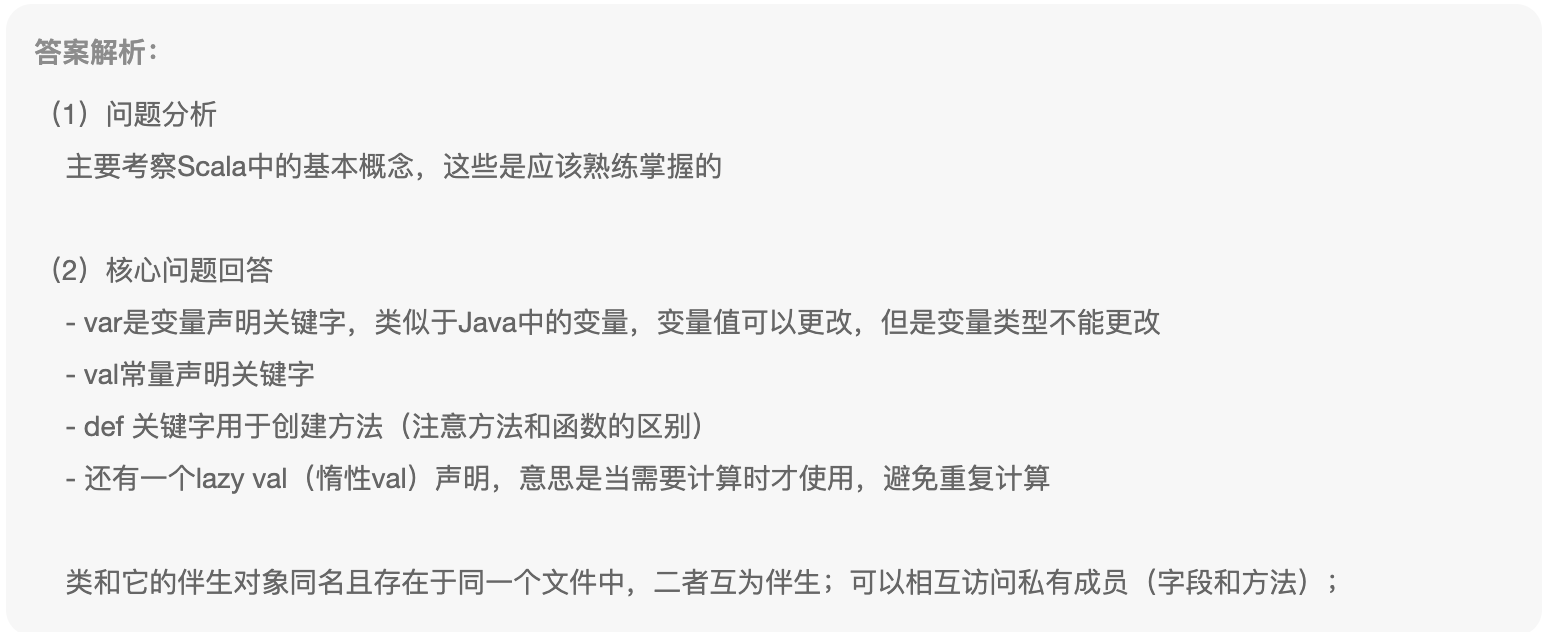 答案解析：
（1）问题分析
主要考察Scala中的基本概念，这些是应该熟练掌握的
（2）核心问题回答
- var是变量声明关键字，类似于Java中的变量，变量值可以更改，但是变量类型不能更改
- val常量声明关键字
- def 关键字用于创建方法（注意方法和函数的区别）
- 还有一个lazy val（惰性val）声明，意思是当需要计算时才使用，避免重复计算
类和它的伴生对象同名且存在于同一个文件中，二者互为伴生；可以相互访问私有成员（字段和方法）；